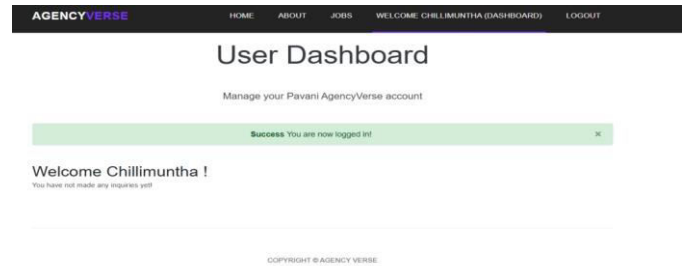 AGENCYVERSE HOME ABOUT JOBS WELCOME CHILLIMUNTHA (DASHBOARD) LOGOUT
User Dashboard
Manage your Pavani AgencyVerse account
Success You are now logged in! ×
Welcome Chillimuntha !
You have not made any inquiries yet!
COPYRIGHT © AGENCY VERSE